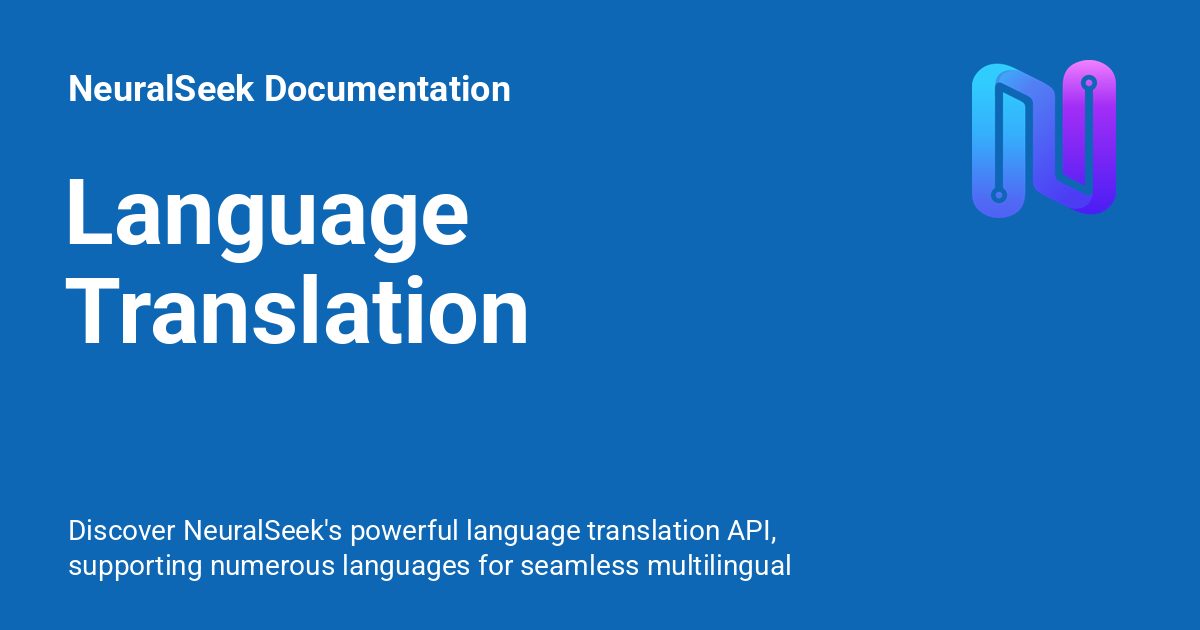 NeuralSeek Documentation
Language
Translation
Discover NeuralSeek's powerful language translation API,
supporting numerous languages for seamless multilingual